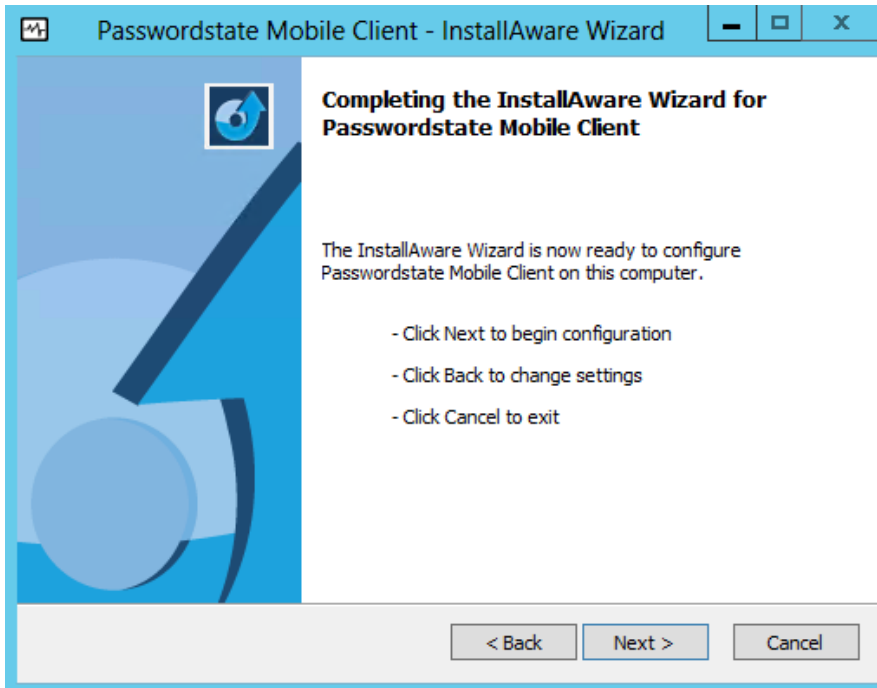 Passwordstate Mobile Client - InstallAware Wizard
Completing the InstallAware Wizard for
Passwordstate Mobile Client
The InstallAware Wizard is now ready to configure
Passwordstate Mobile Client on this computer.
- Click Next to begin configuration
- Click Back to change settings
- Click Cancel to exit
< Back Next > Cancel